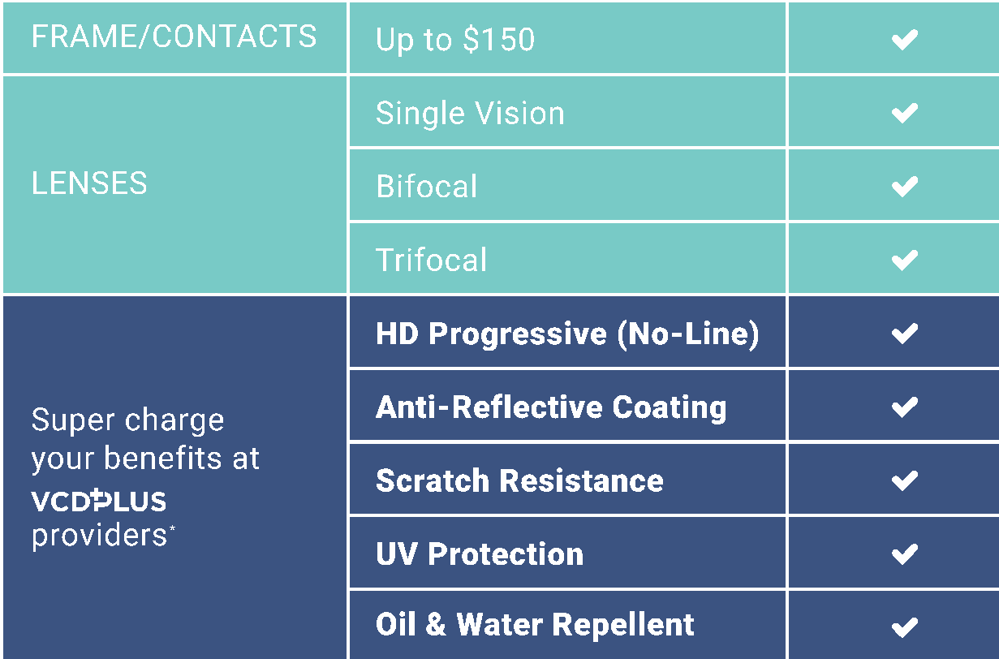 FRAME/CONTACTS
Up to $150
LENSES
Single Vision
Bifocal
Trifocal
Super charge
your benefits at
VCDPLUS
providers*
HD Progressive (No-Line)
Anti-Reflective Coating
Scratch Resistance
UV Protection
Oil & Water Repellent